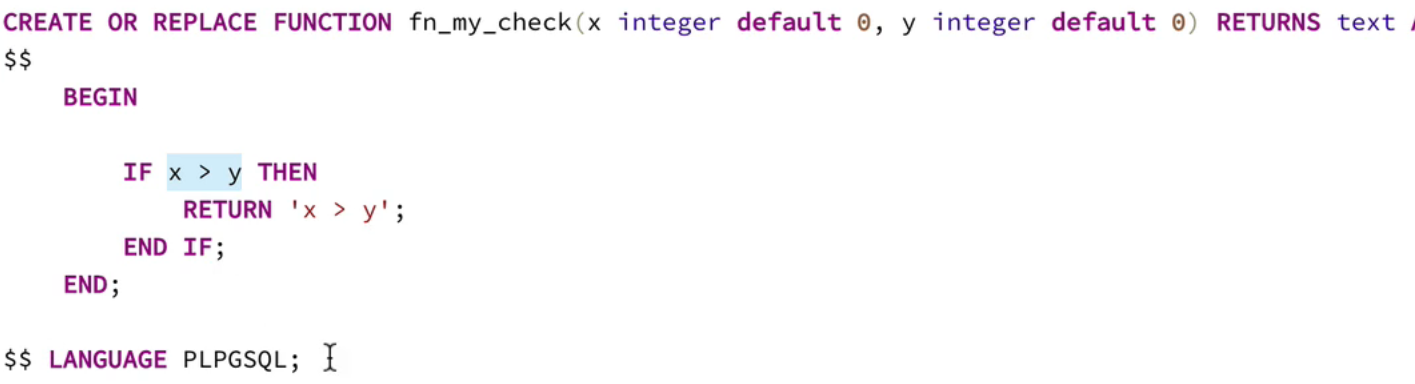 CREATE OR REPLACE FUNCTION fn_my_check(x integer default 0, y integer default 0) RETURNS text
$$
    BEGIN
        IF x > y THEN
            RETURN 'x > y';
        END IF;
    END;
$$ LANGUAGE PLPGSQL;